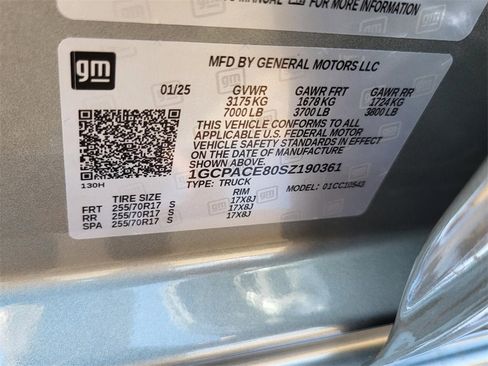 MANUAL FOR MORE INFORMATION
gm
MFD BY GENERAL MOTORS LLC
01/25 GVWR GAWR FRT GAWR RR
3175 KG 1678 KG 1724 KG
7000 LB 3700 LB 3800 LB
THIS VEHICLE CONFORMS TO ALL
APPLICABLE U.S. FEDERAL MOTOR
VEHICLE SAFETY STANDARDS IN EFFECT
ON THE DATE OF MANUFACTURE
SHOWN ABOVE
1GCPACE80SZ190361
130H TYPE: TRUCK MODEL: 01CC10543
TIRE SIZE RIM
FRT 255/70R17 S 17X8J
RR 255/70R17 S 17X8J
SPA 255/70R17 S 17X8J